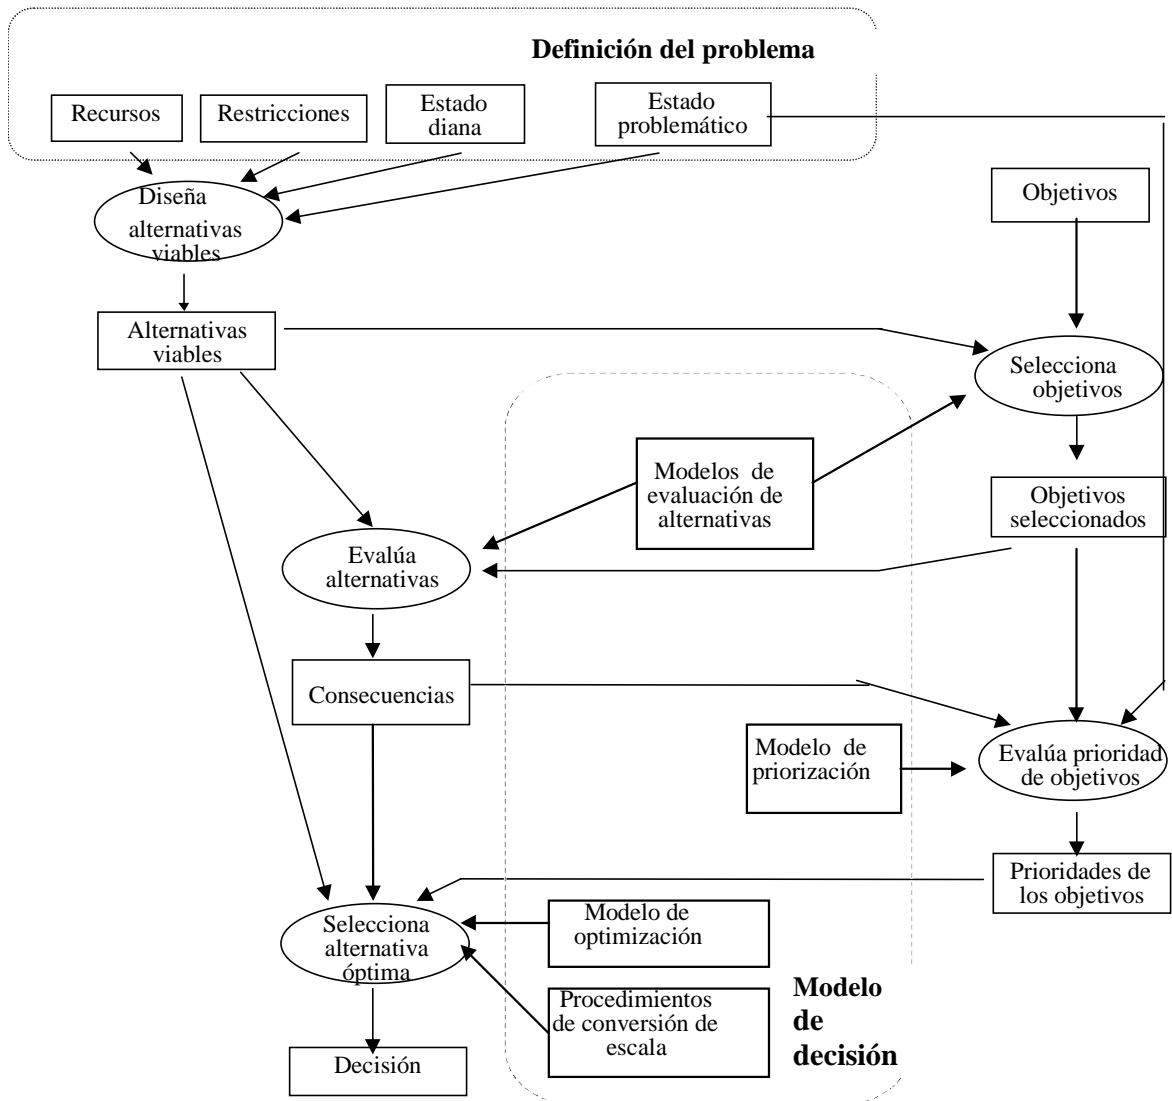 Definición del problema
Recursos
Restricciones
Estado
diana
Estado
problemático
Diseña
alternativas
viables
Objetivos
Alternativas
viables
Selecciona
objetivos
Modelos de
evaluación de
alternativas
Objetivos
seleccionados
Evalúa
alternativas
Consecuencias
Modelo de
priorización
Evalúa prioridad
de objetivos
Prioridades de
los objetivos
Selecciona
alternativa
óptima
Modelo de
optimización
Procedimientos
de conversión de
escala
Modelo
de
decisión
Decisión